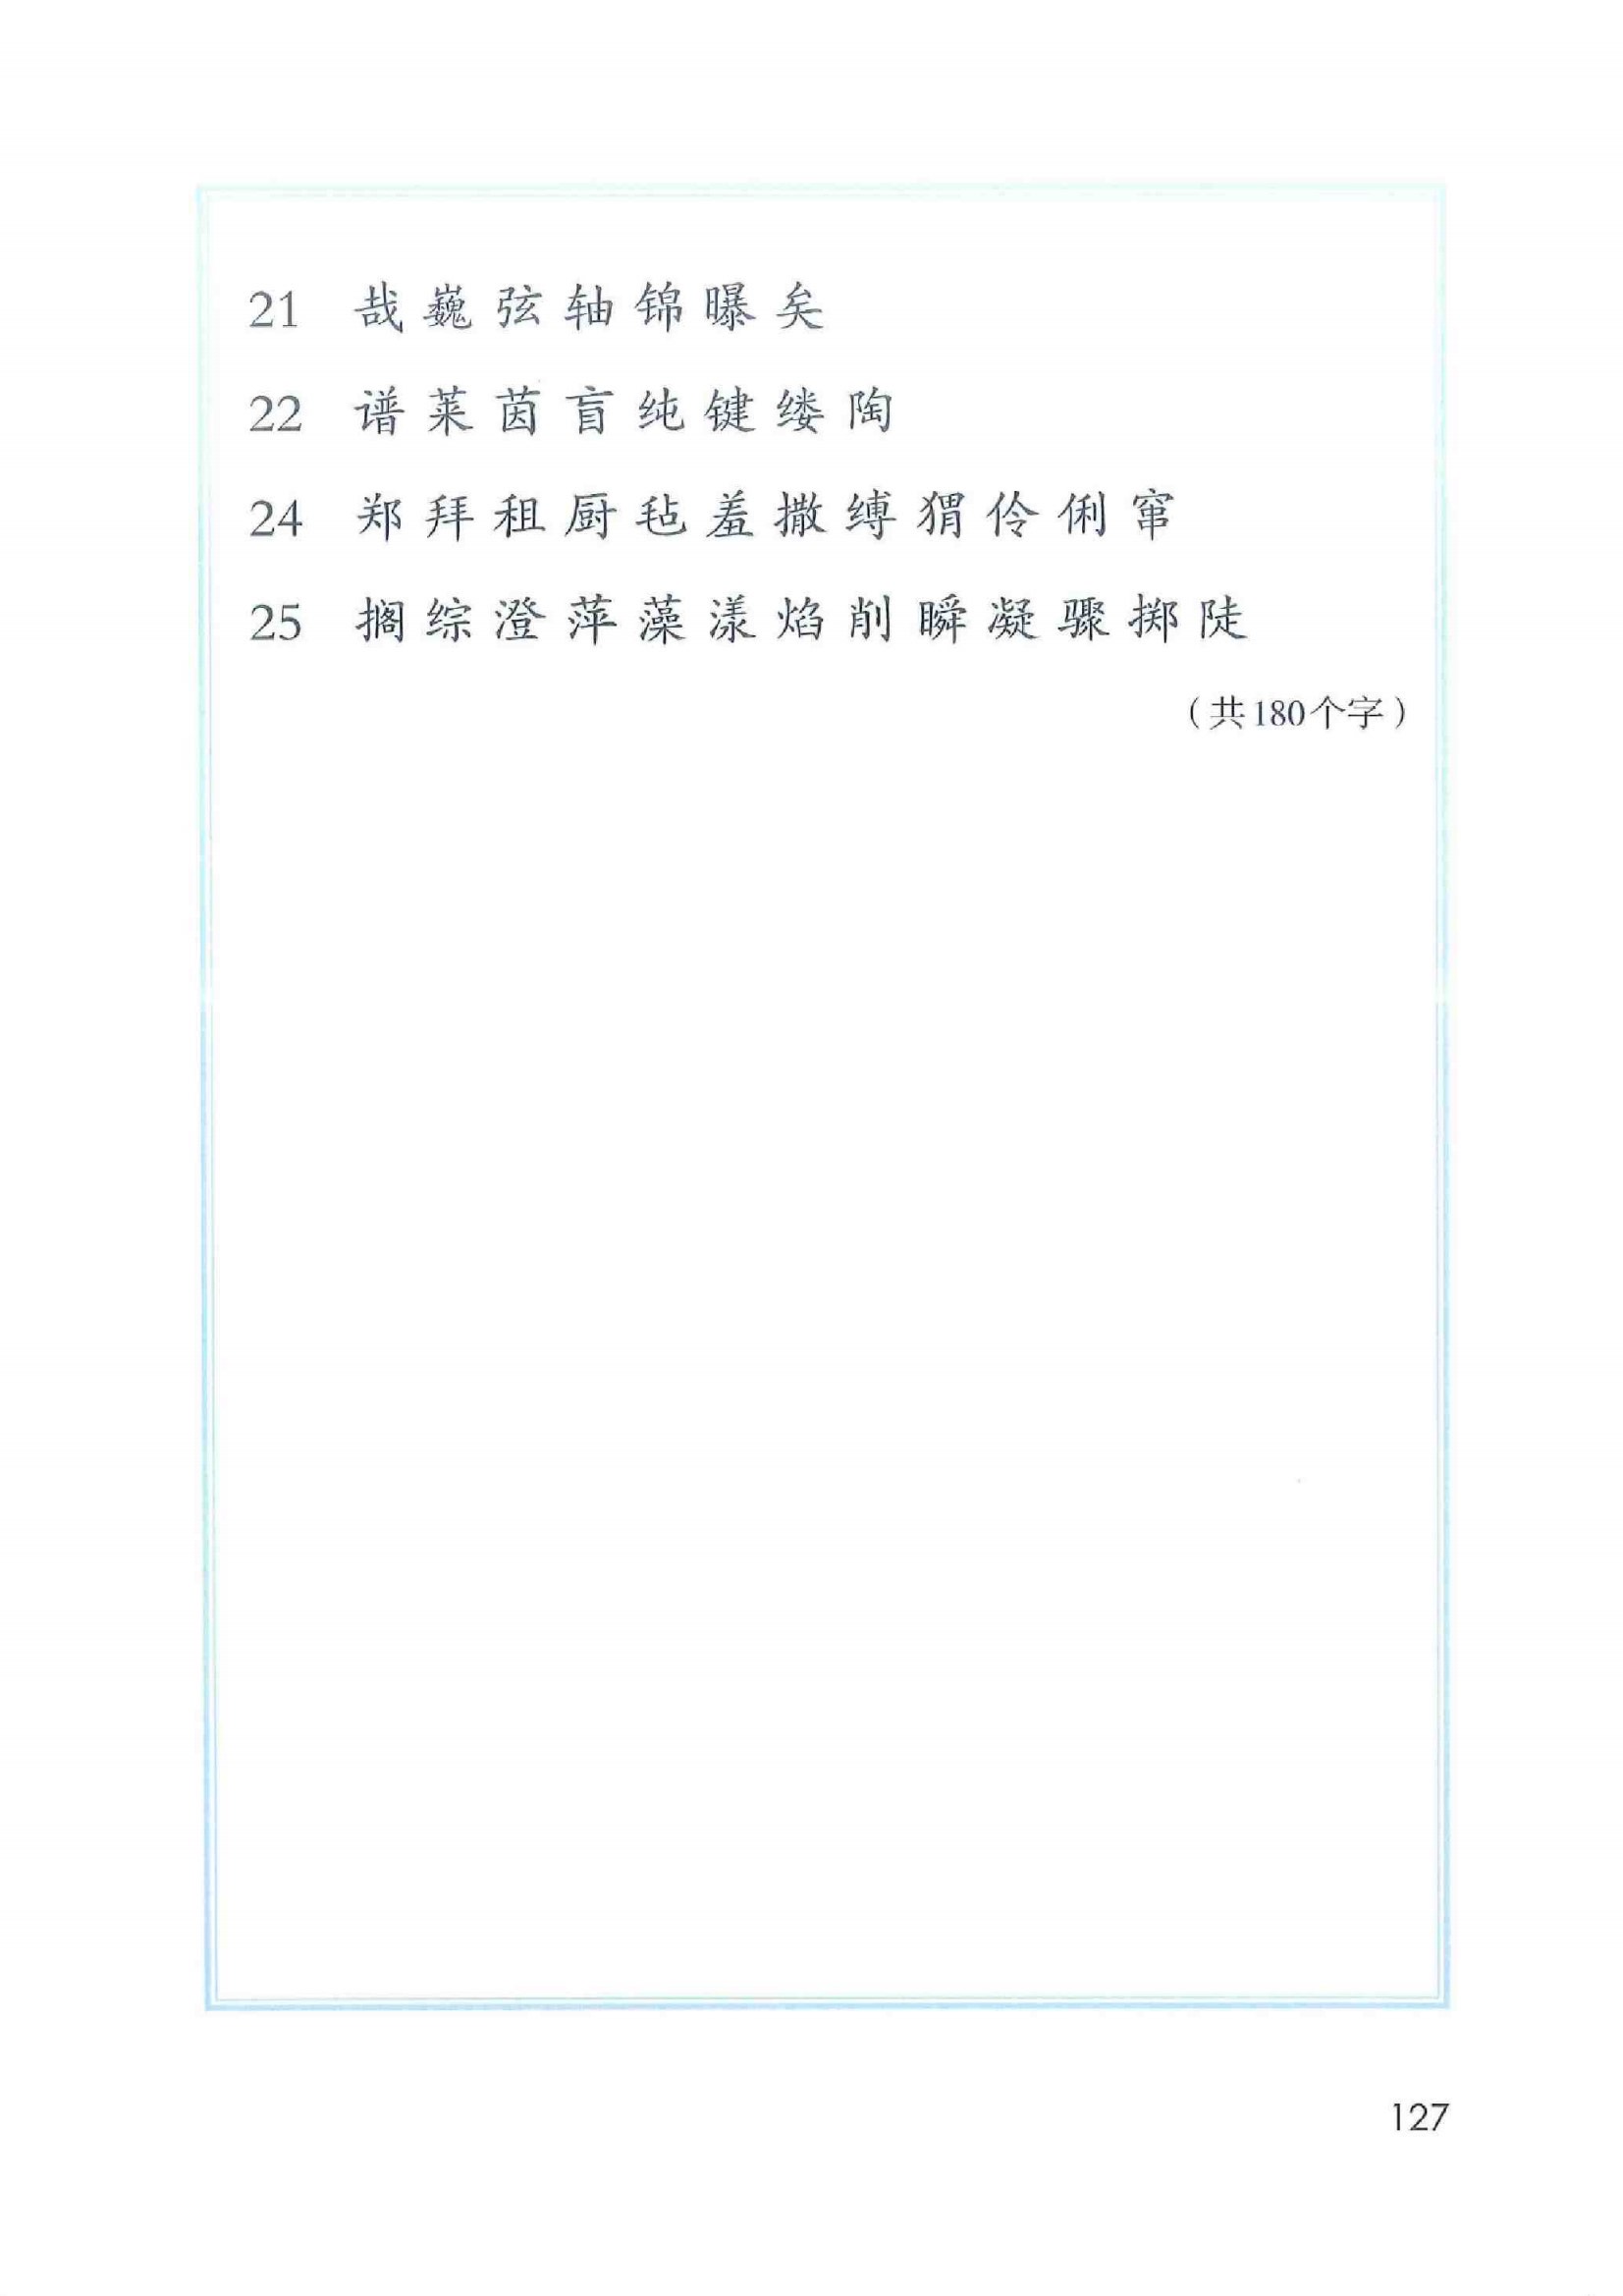 21 哉 巍 弦 轴 锦 曝 矣
22 谱 莱 茵 盲 纯 键 缕 陶
24 郑 拜 租 厨 毡 羞 撒 缚 猬 伶 俐 窜
25 搁 综 澄 萍 藻 漾 焰 削 瞬 凝 骤 掷 陡
（共180个字）
127